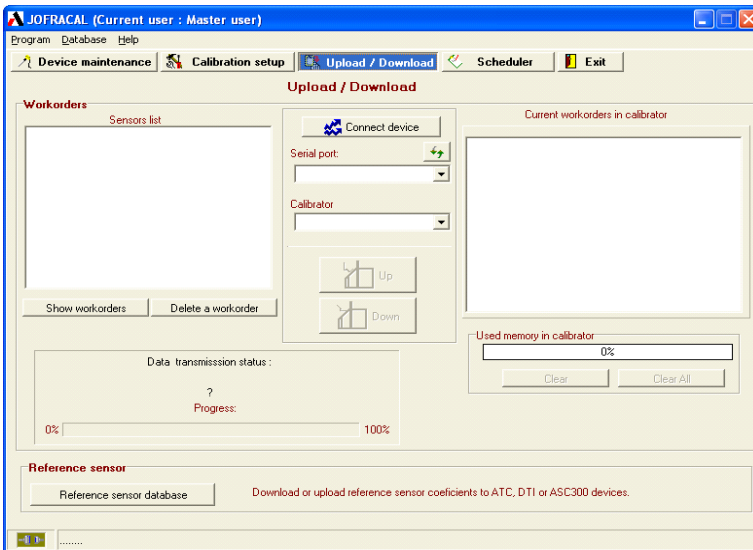 JOFRACAL (Current user : Master user)
Program Database Help
Device maintenance Calibration setup Upload / Download Scheduler Exit
Upload / Download
Workorders
Sensors list
Connect device
Serial port:
Calibrator
Up
Down
Show workorders Delete a workorder
Current workorders in calibrator
Used memory in calibrator
0%
Clear Clear All
Data transmisssion status :
?
Progress:
0% 100%
Reference sensor
Reference sensor database
Download or upload reference sensor coeficients to ATC, DTI or ASC300 devices.
........